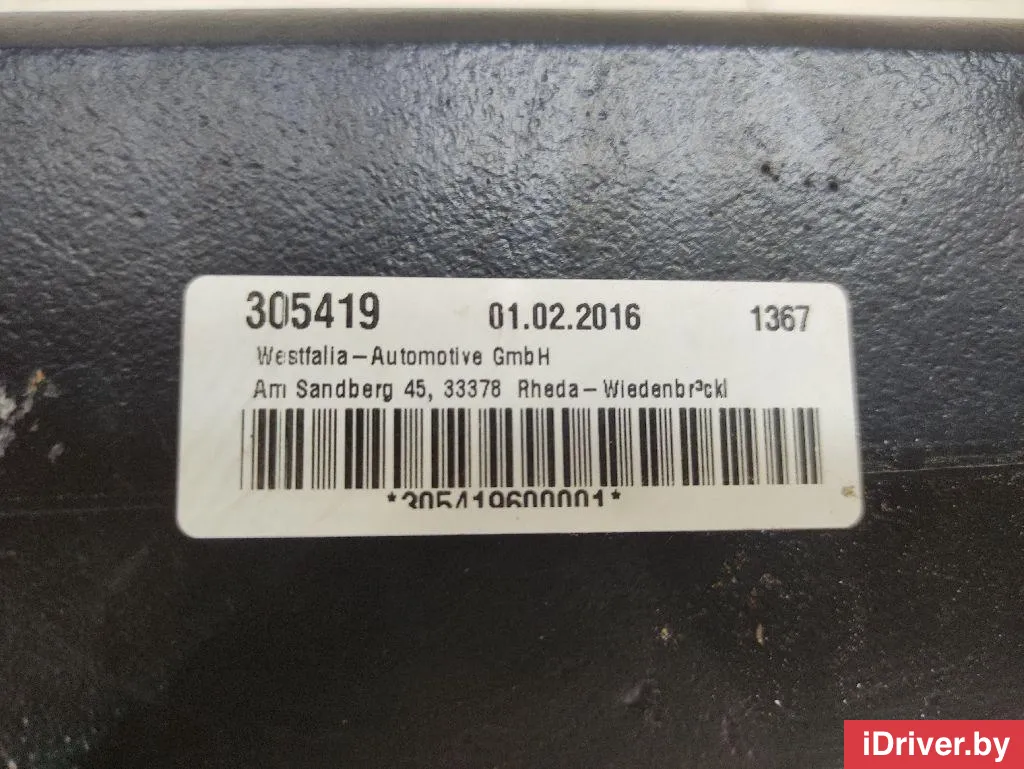 305419 01.02.2016 1367
Westfalia-Automotive GmbH
Am Sandberg 45, 33378 Rheda-Wiedenbr³ckl
*305419600001*
iDriver.by